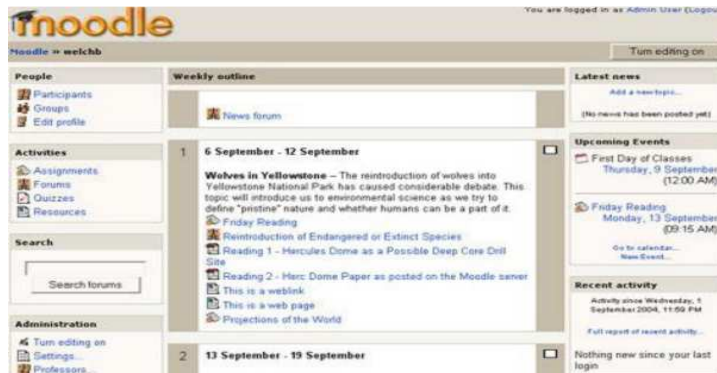 moodle
You are logged in as Admin User (Logou
Moodle » welchb
Turn editing on
People
Participants
Groups
Edit profile
Activities
Assignments
Forums
Quizzes
Resources
Search
Search forums
Administration
Turn editing on
Settings...
Professors...
Weekly outline
News forum
1
6 September - 12 September
Wolves in Yellowstone – The reintroduction of wolves into
Yellowstone National Park has caused considerable debate. This
topic will introduce us to environmental science as we try to
define "pristine" nature and whether humans can be a part of it.
Friday Reading
Reintroduction of Endangered or Extinct Species
Reading 1 - Hercules Dome as a Possible Deep Core Drill
Site
Reading 2 - Herc Dome Paper as posted on the Moodle server
This is a weblink
This is a web page
Projections of the World
2
13 September - 19 September
Latest news
Add a new topic...
(No news has been posted yet)
Upcoming Events
First Day of Classes
Thursday, 9 September
(12:00 AM)
Friday Reading
Monday, 13 September
(09:15 AM)
Go to calendar...
New Event...
Recent activity
Activity since Wednesday, 1
September 2004, 11:59 PM
Full report of recent activity...
Nothing new since your last
login